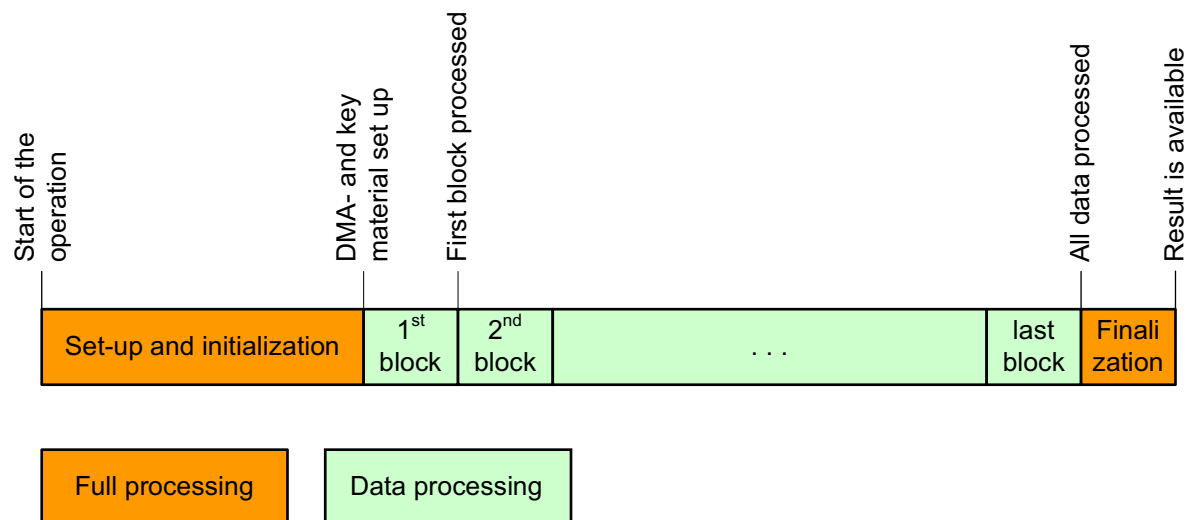 Start of the
operation
DMA- and key
material set up
First block processed
All data processed
Result is available
Set-up and initialization
1st
block
2nd
block
. . .
last
block
Finali
zation
Full processing
Data processing